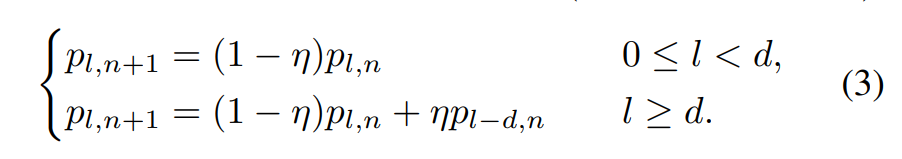 p_{l,n+1} = (1 − η)p_{l,n}    0 ≤ l < d,
p_{l,n+1} = (1 − η)p_{l,n} + ηp_{l−d,n}    l ≥ d.
(3)